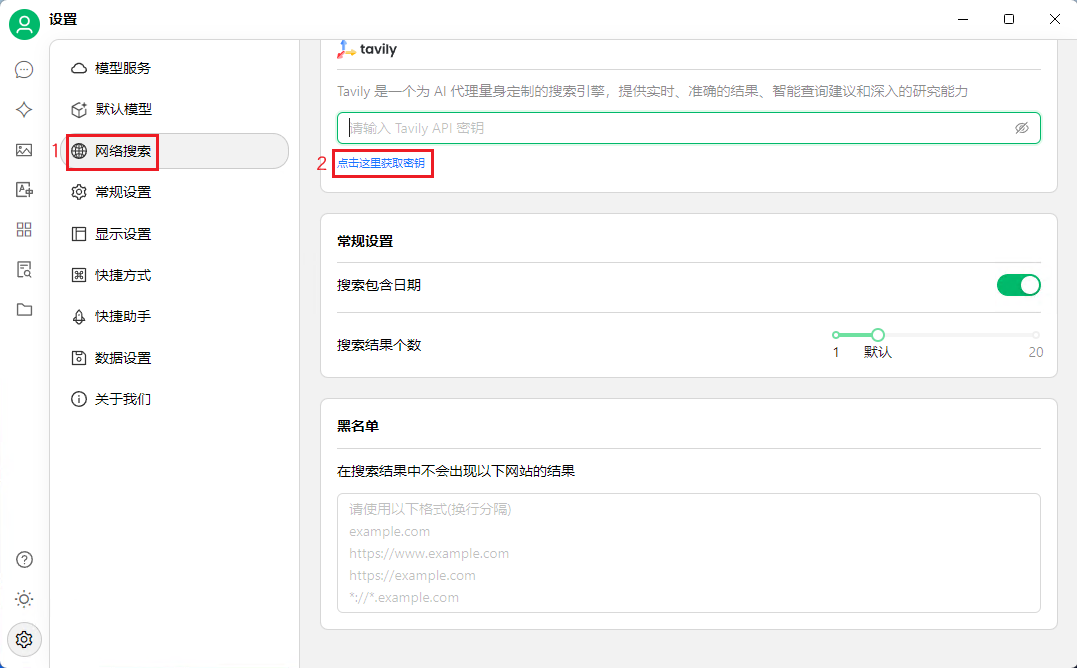 设置
模型服务
默认模型
1
网络搜索
常规设置
显示设置
快捷方式
快捷助手
数据设置
关于我们
tavily
Tavily 是一个为 AI 代理量身定制的搜索引擎，提供实时、准确的结果、智能查询建议和深入的研究能力
请输入 Tavily API 密钥
2
点击这里获取密钥
常规设置
搜索包含日期
搜索结果个数
1 默认 20
黑名单
在搜索结果中不会出现以下网站的结果
请使用以下格式(换行分隔)
example.com
https://www.example.com
https://example.com
*://*.example.com